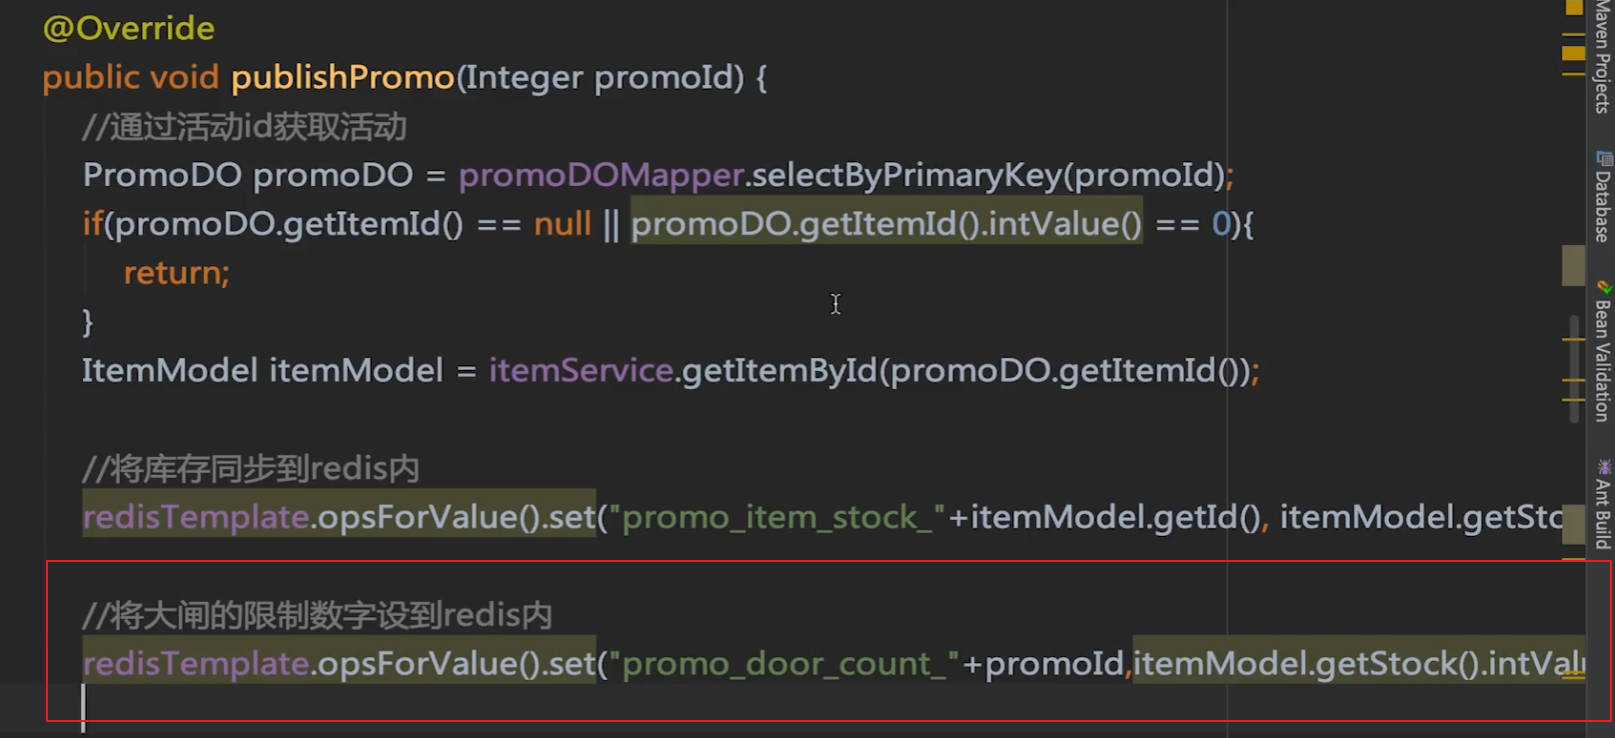 @Override
public void publishPromo(Integer promoId) {
//通过活动id获取活动
PromoDO promoDO = promoDOMapper.selectByPrimaryKey(promoId);
if(promoDO.getItemId() == null || promoDO.getItemId().intValue() == 0){
return;
}
ItemModel itemModel = itemService.getItemById(promoDO.getItemId());
//将库存同步到redis内
redisTemplate.opsForValue().set("promo_item_stock_"+itemModel.getId(), itemModel.getSto
//将大闸的限制数字设到redis内
redisTemplate.opsForValue().set("promo_door_count_"+promoId,itemModel.getStock().intVal
Maven Projects
Database
Bean Validation
Ant Build